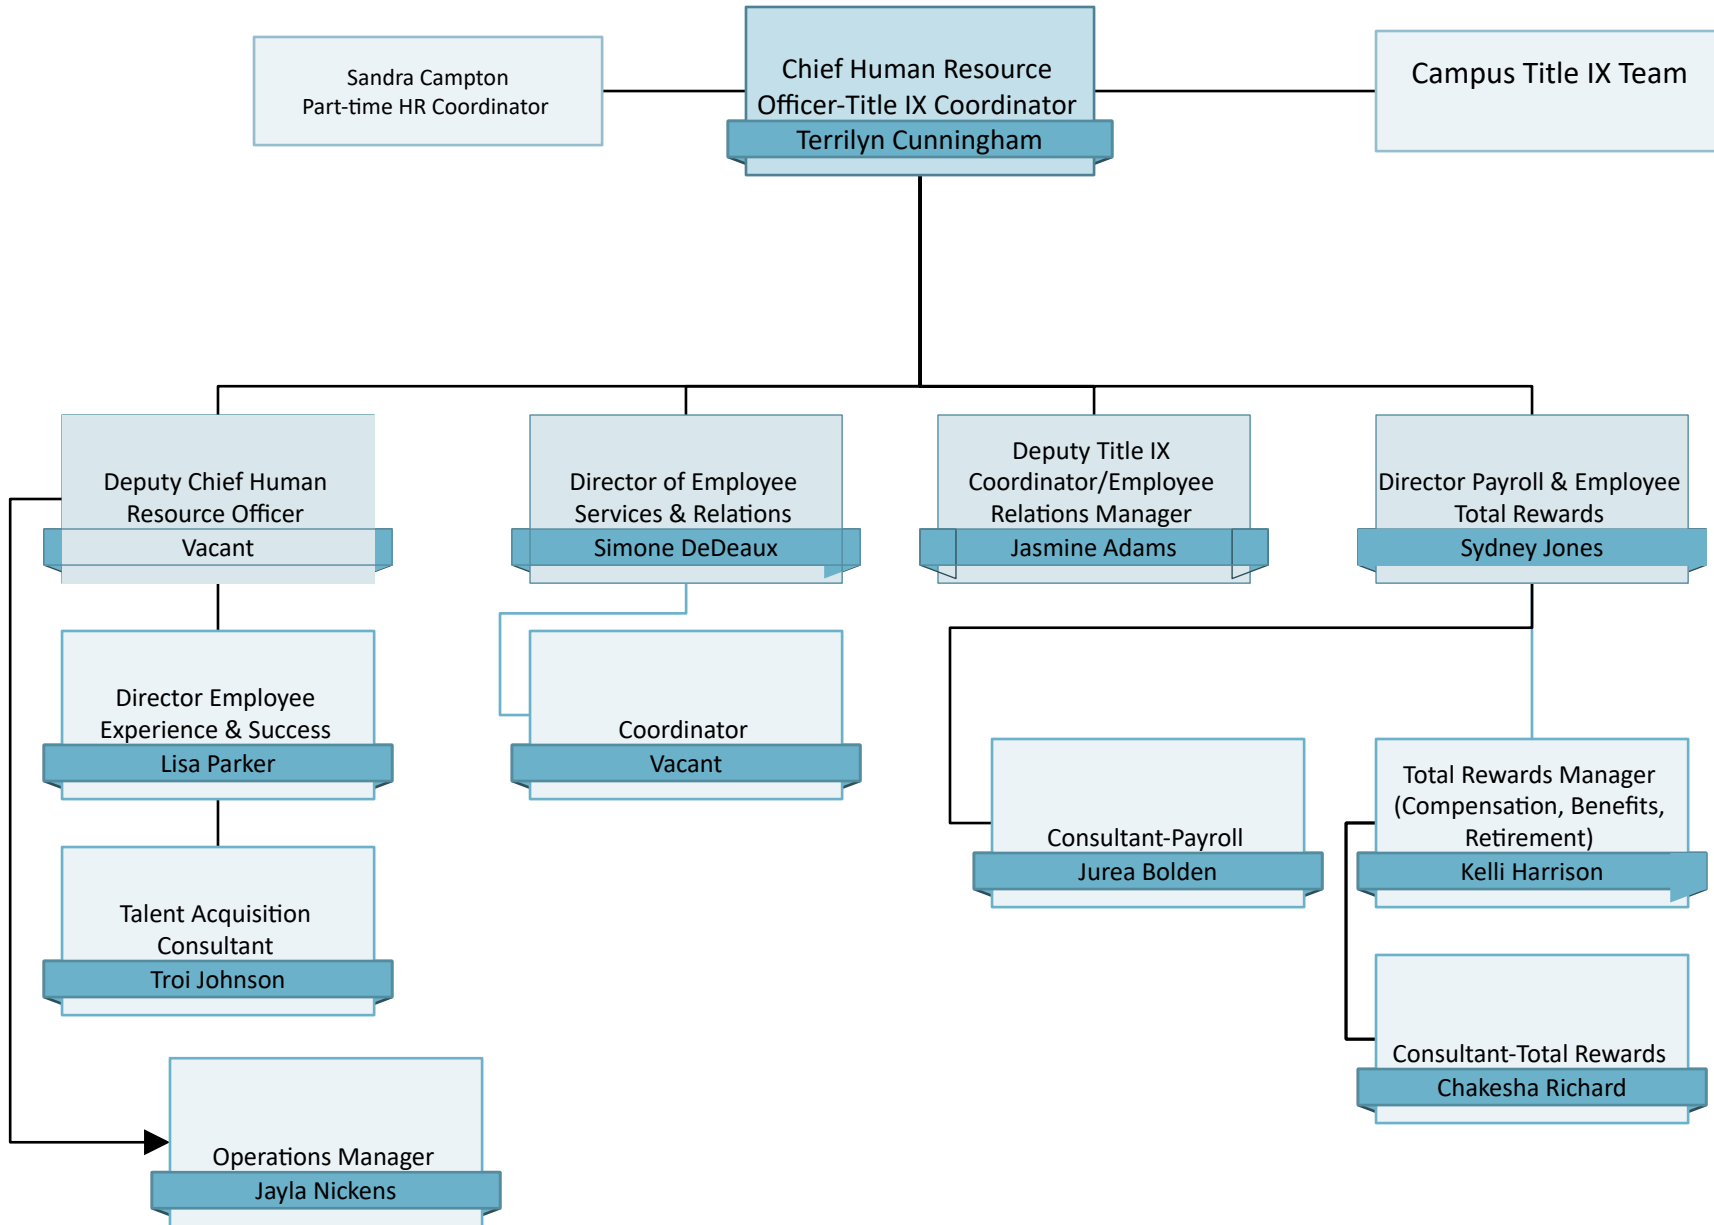 Sandra Campton
Part-time HR Coordinator
Chief Human Resource
Officer-Title IX Coordinator
Terrilyn Cunningham
Campus Title IX Team
Deputy Chief Human
Resource Officer
Vacant
Director of Employee
Services & Relations
Simone DeDeaux
Deputy Title IX
Coordinator/Employee
Relations Manager
Jasmine Adams
Director Payroll & Employee
Total Rewards
Sydney Jones
Director Employee
Experience & Success
Lisa Parker
Coordinator
Vacant
Consultant-Payroll
Jurea Bolden
Total Rewards Manager
(Compensation, Benefits,
Retirement)
Kelli Harrison
Talent Acquisition
Consultant
Troi Johnson
Consultant-Total Rewards
Chakesha Richard
Operations Manager
Jayla Nickens